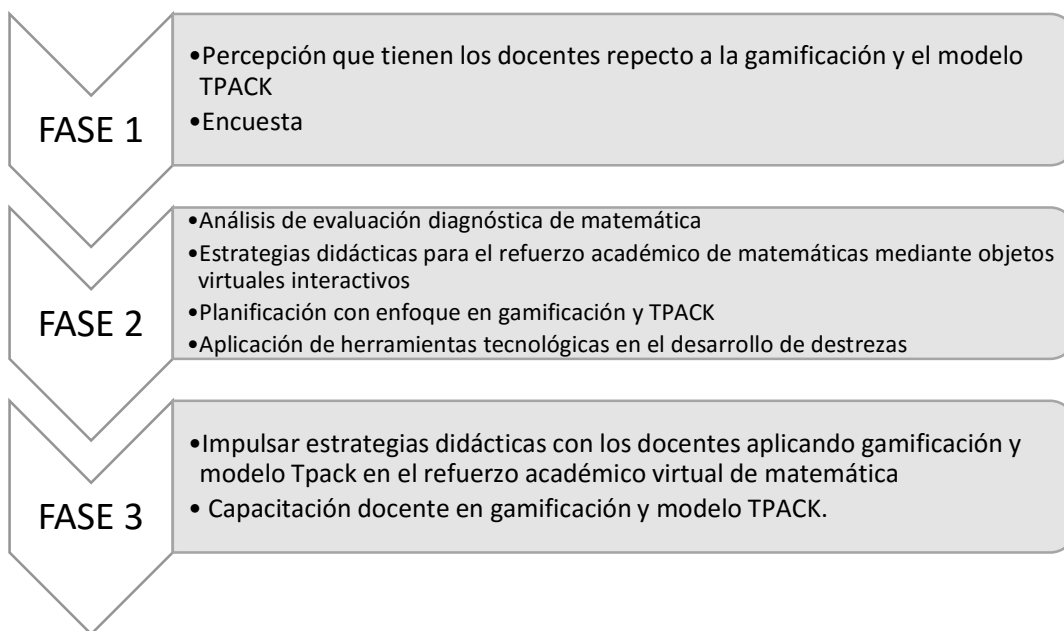 FASE 1
•Percepción que tienen los docentes repecto a la gamificación y el modelo
TPACK
•Encuesta
FASE 2
•Análisis de evaluación diagnóstica de matemática
•Estrategias didácticas para el refuerzo académico de matemáticas mediante objetos
virtuales interactivos
•Planificación con enfoque en gamificación y TPACK
•Aplicación de herramientas tecnológicas en el desarrollo de destrezas
FASE 3
•Impulsar estrategias didácticas con los docentes aplicando gamificación y
modelo Tpack en el refuerzo académico virtual de matemática
• Capacitación docente en gamificación y modelo TPACK.